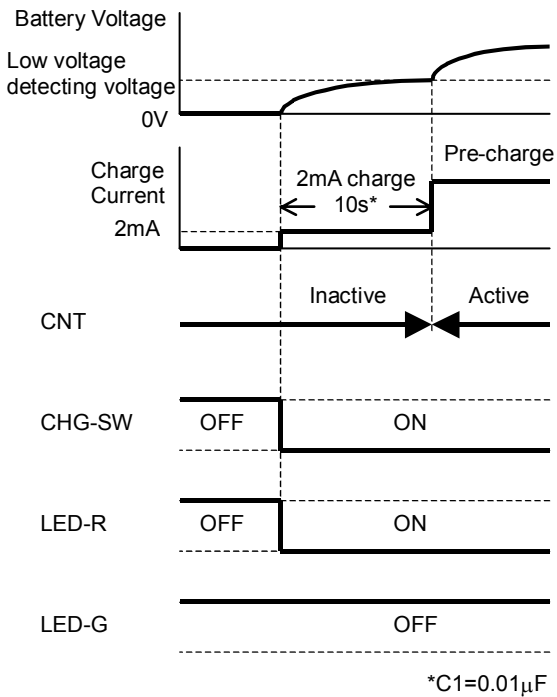 Battery Voltage
Low voltage
detecting voltage
0V
Pre-charge
Charge
Current
2mA charge
10s*
2mA
Inactive
Active
CNT
CHG-SW
OFF
ON
LED-R
OFF
ON
LED-G
OFF
*C1=0.01μF